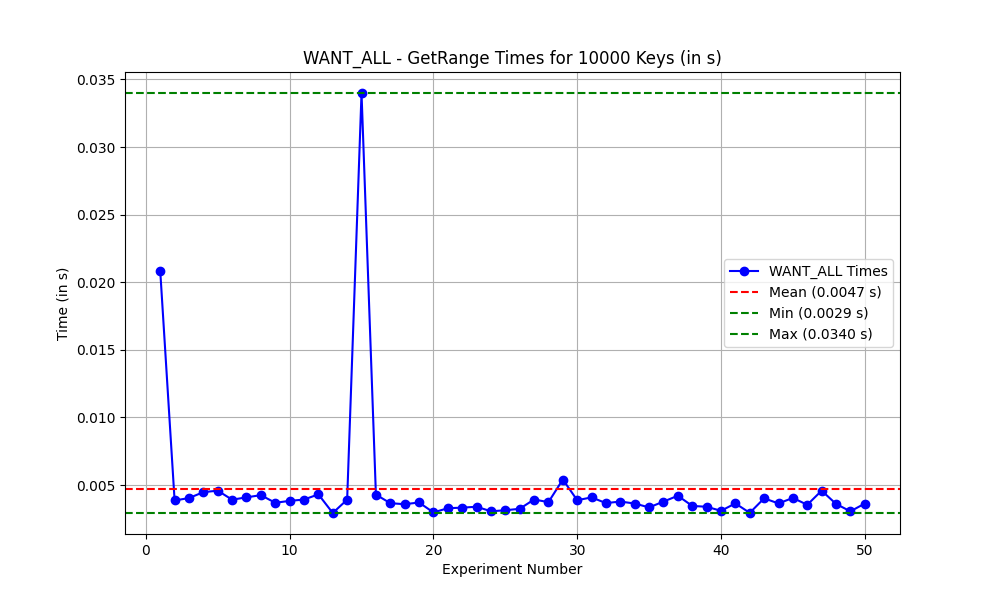 WANT_ALL - GetRange Times for 10000 Keys (in s)
Time (in s)
0.035
0.030
0.025
0.020
0.015
0.010
0.005
WANT_ALL Times
Mean (0.0047 s)
Min (0.0029 s)
Max (0.0340 s)
0 10 20 30 40 50
Experiment Number